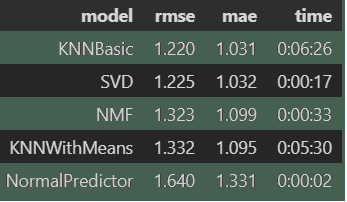 model rmse mae time
KNNBasic 1.220 1.031 0:06:26
SVD 1.225 1.032 0:00:17
NMF 1.323 1.099 0:00:33
KNNWithMeans 1.332 1.095 0:05:30
NormalPredictor 1.640 1.331 0:00:02